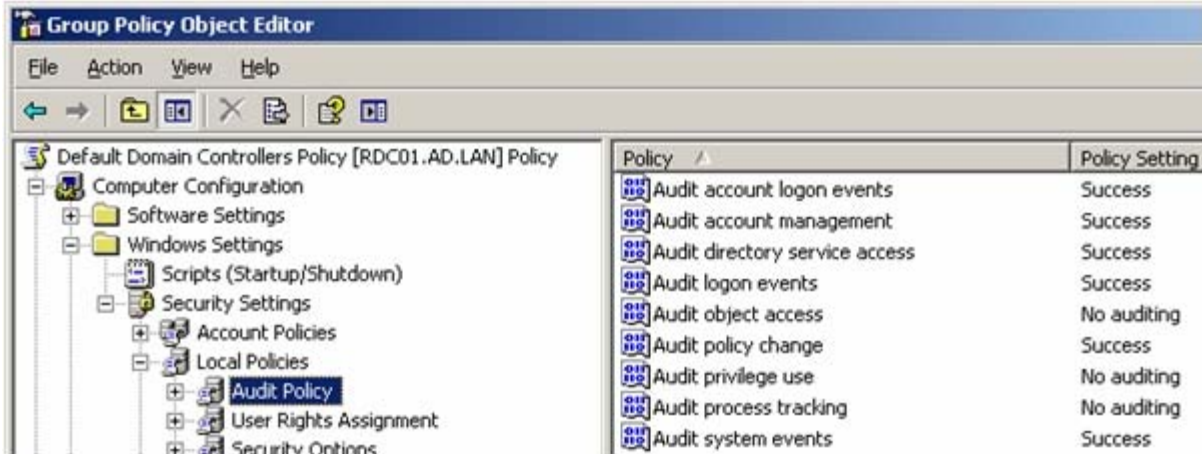 Group Policy Object Editor
File Action View Help
Default Domain Controllers Policy [RDC01.AD.LAN] Policy
Computer Configuration
Software Settings
Windows Settings
Scripts (Startup/Shutdown)
Security Settings
Account Policies
Local Policies
Audit Policy
User Rights Assignment
Security Options
Policy Policy Setting
Audit account logon events Success
Audit account management Success
Audit directory service access Success
Audit logon events Success
Audit object access No auditing
Audit policy change Success
Audit privilege use No auditing
Audit process tracking No auditing
Audit system events Success